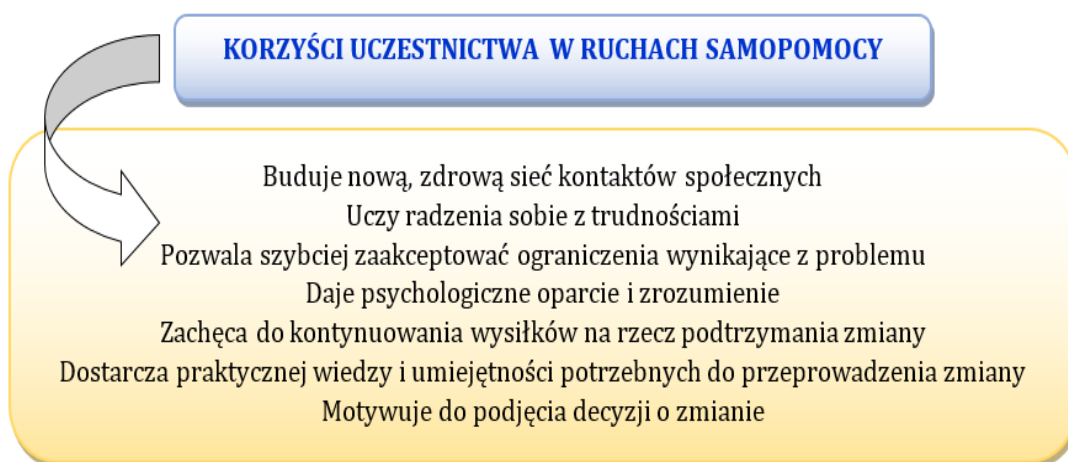 KORZYŚCI UCZESTNICTWA W RUCHACH SAMOPOMOCY
Buduje nową, zdrową sieć kontaktów społecznych
Uczy radzenia sobie z trudnościami
Pozwala szybciej zaakceptować ograniczenia wynikające z problemu
Daje psychologiczne oparcie i zrozumienie
Zachęca do kontynuowania wysiłków na rzecz podtrzymania zmiany
Dostarcza praktycznej wiedzy i umiejętności potrzebnych do przeprowadzenia zmiany
Motywuje do podjęcia decyzji o zmianie